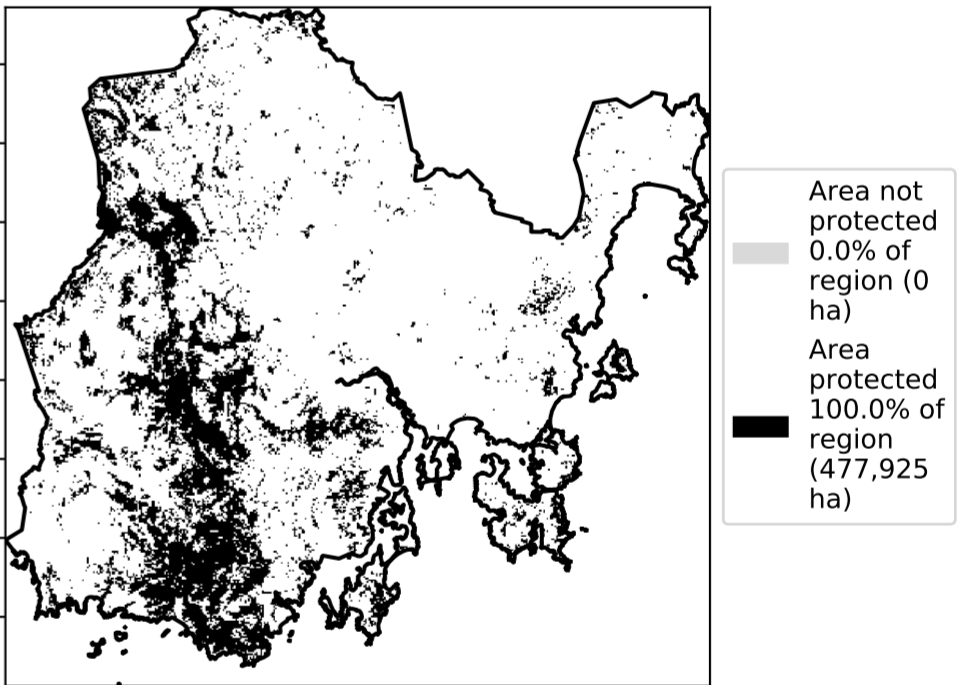 Area not
protected
0.0% of
region (0
ha)
Area
protected
100.0% of
region
(477,925
ha)